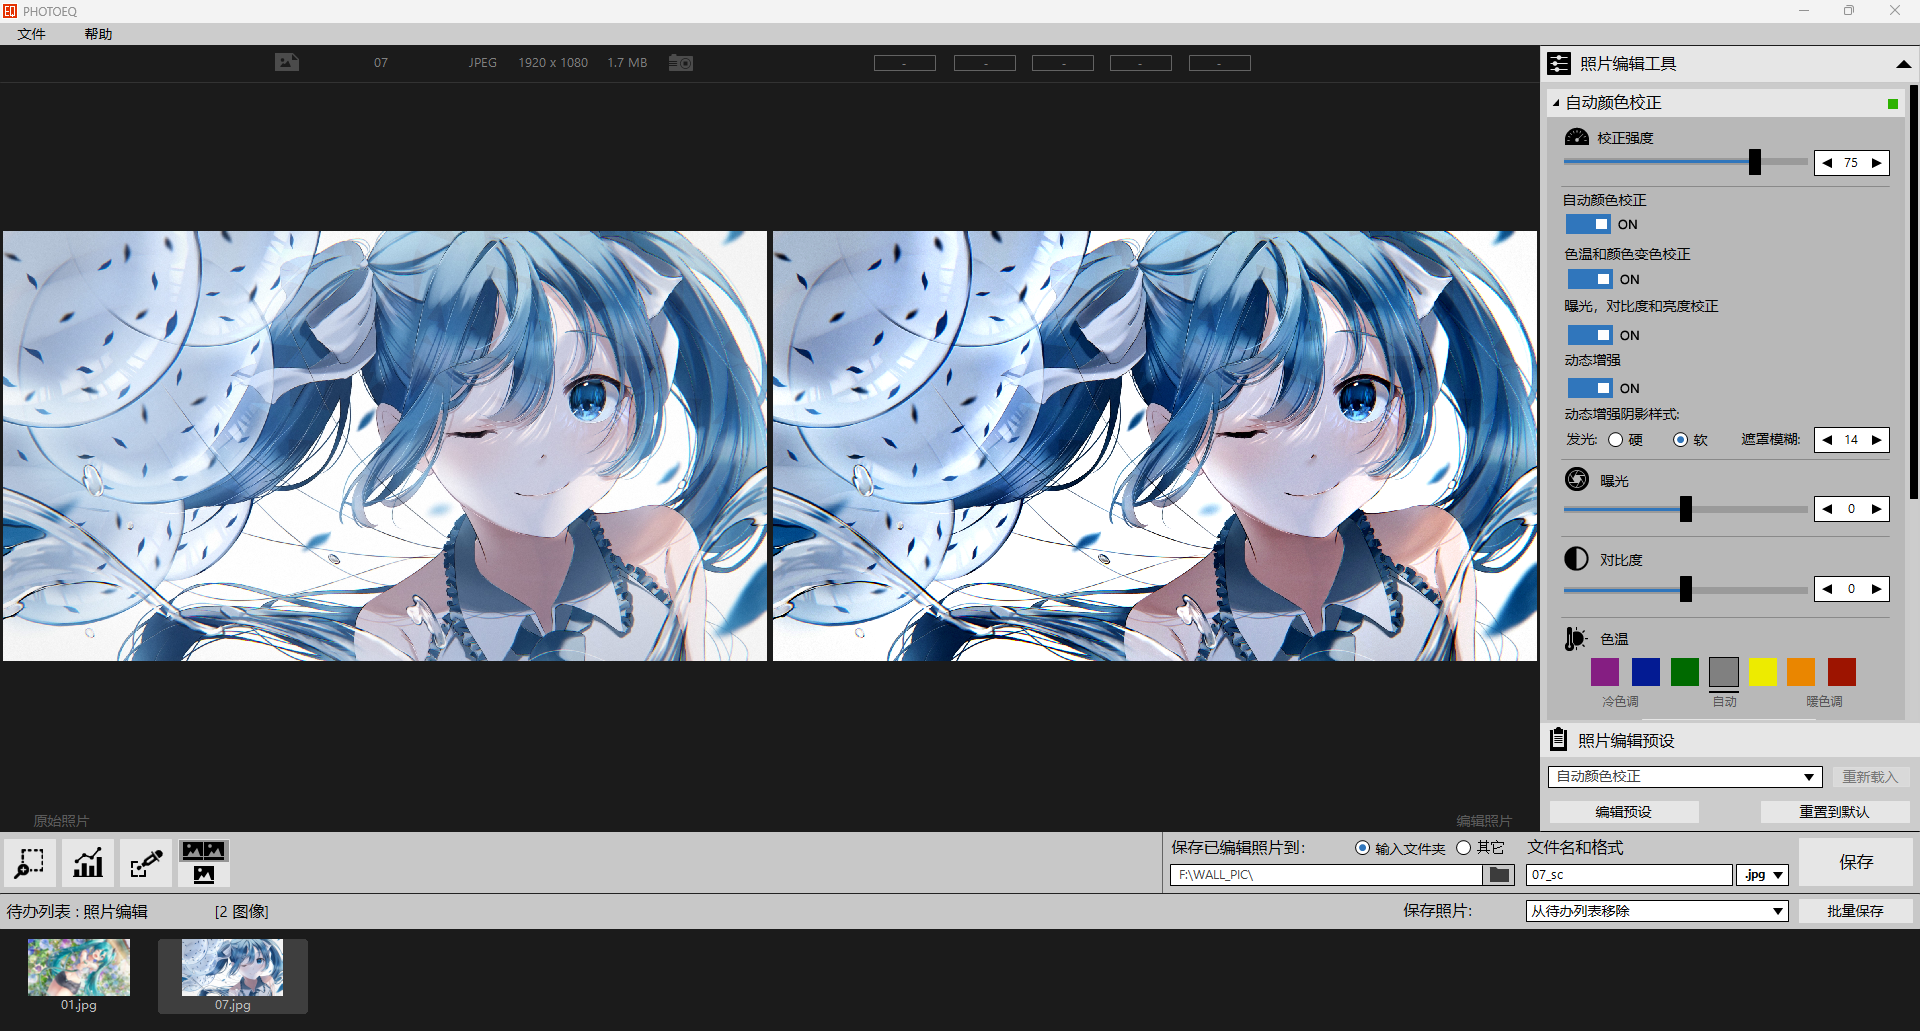 PHOTOEQ
文件 帮助
07 JPEG 1920 x 1080 1.7 MB - - - - -
照片编辑工具
自动颜色校正
校正强度
75
自动颜色校正
ON
色温和颜色变色校正
ON
曝光，对比度和亮度校正
ON
动态增强
ON
动态增强阴影样式:
发光: 硬 软 遮罩模糊: 14
曝光
0
对比度
0
色温
冷色调 自动 暖色调
照片编辑预设
自动颜色校正 重新载入
编辑预设 重置到默认
原始照片 编辑照片
保存已编辑照片到: 输入文件夹 其它 文件名和格式
F:\WALL_PIC\ 07_sc .jpg 保存
待办列表 : 照片编辑 [2 图像] 保存照片: 从待办列表移除 批量保存
01.jpg 07.jpg